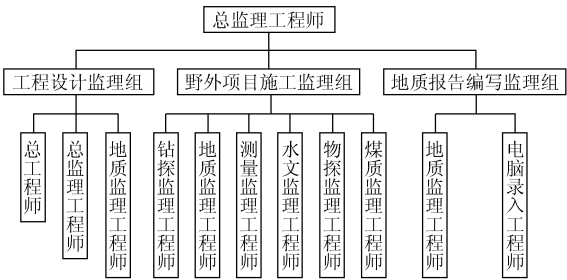 总监理工程师
工程设计监理组
野外项目施工监理组
地质报告编写监理组
总工程师
总监理工程师
地质监理工程师
钻探监理工程师
地质监理工程师
测量监理工程师
水文监理工程师
物探监理工程师
煤质监理工程师
地质监理工程师
电脑录入工程师